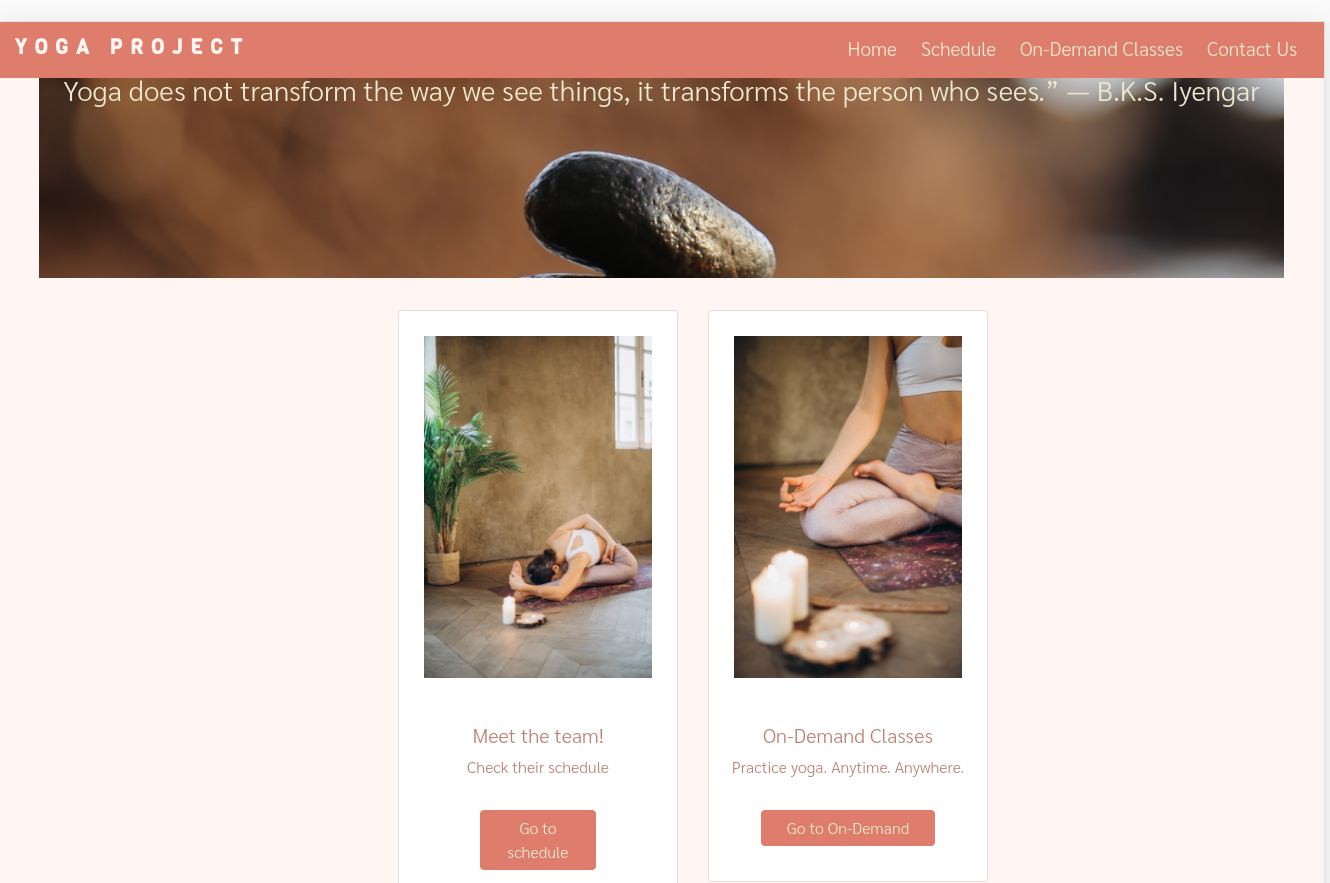 YOGA PROJECT
Home Schedule On-Demand Classes Contact Us
Yoga does not transform the way we see things, it transforms the person who sees.” — B.K.S. Iyengar
Meet the team!
Check their schedule
Go to
schedule
On-Demand Classes
Practice yoga. Anytime. Anywhere.
Go to On-Demand